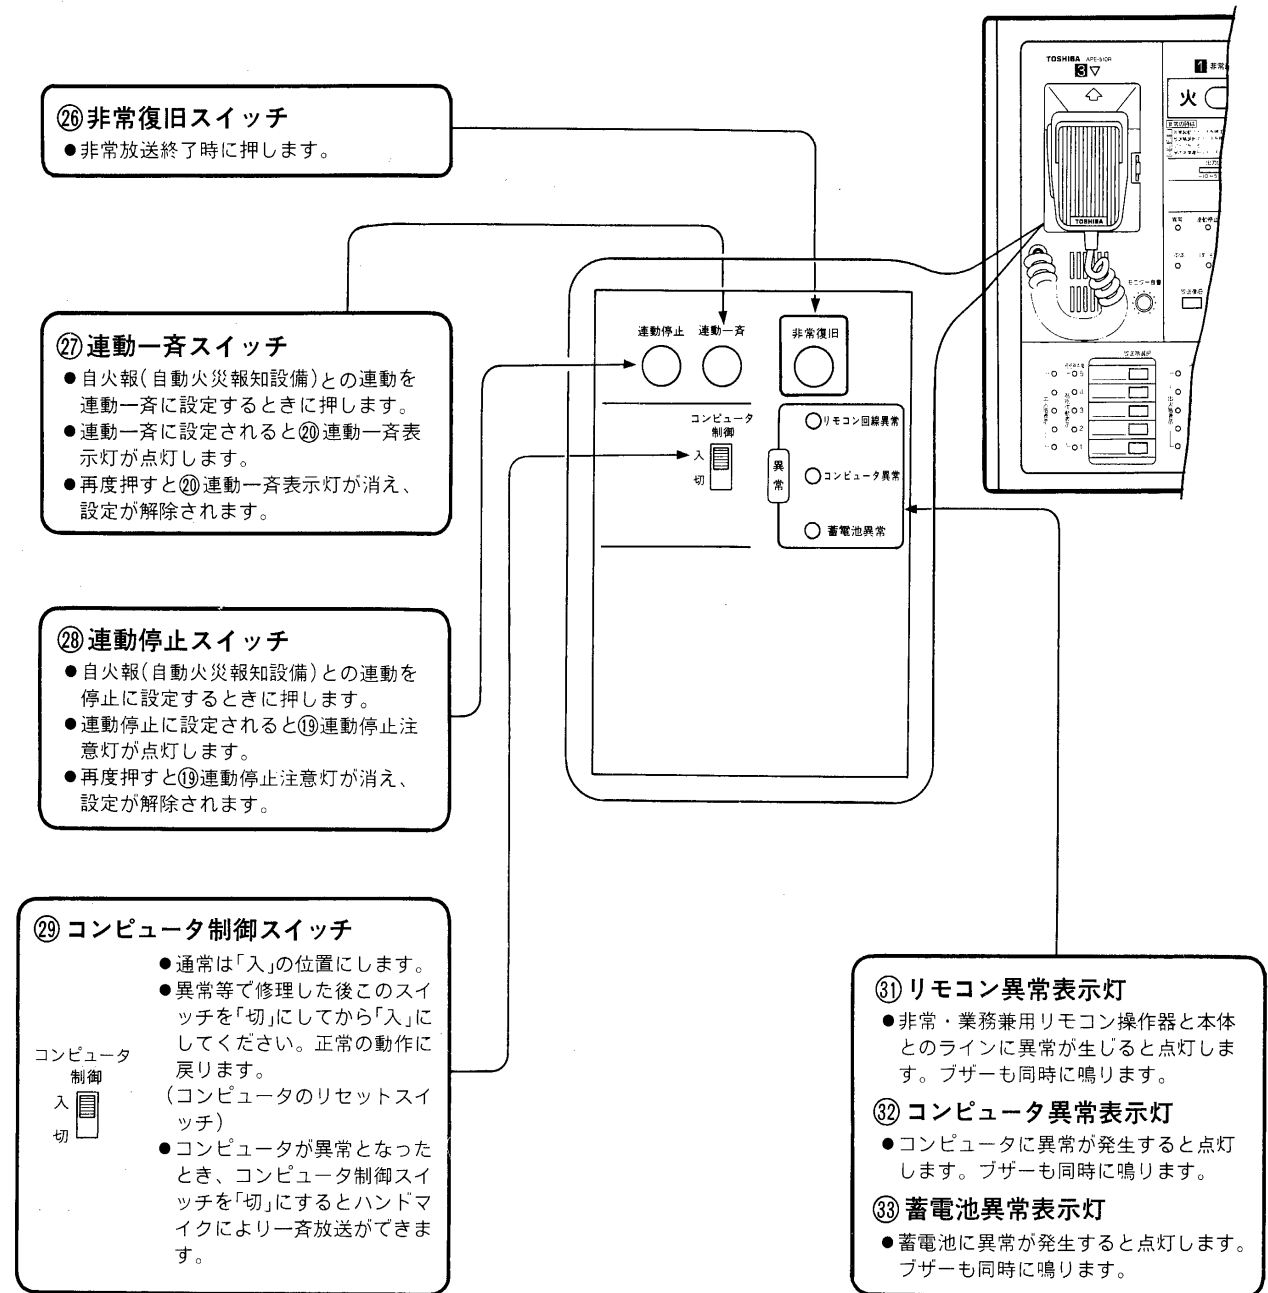 ㉖非常復旧スイッチ
●非常放送終了時に押します。
㉗連動一斉スイッチ
●自火報(自動火災報知設備)との連動を
連動一斉に設定するときに押します。
●連動一斉に設定されると⑳連動一斉表
示灯が点灯します。
●再度押すと⑳連動一斉表示灯が消え、
設定が解除されます。
㉘連動停止スイッチ
●自火報(自動火災報知設備)との連動を
停止に設定するときに押します。
●連動停止に設定されると⑲連動停止注
意灯が点灯します。
●再度押すと⑲連動停止注意灯が消え、
設定が解除されます。
㉙コンピュータ制御スイッチ
●通常は「入」の位置にします。
●異常等で修理した後このスイ
ッチを「切」にしてから「入」に
してください。正常の動作に
戻ります。
(コンピュータのリセットスイ
ッチ)
●コンピュータが異常となった
とき、コンピュータ制御スイ
ッチを「切」にするとハンドマ
イクにより一斉放送ができま
す。
コンピュータ
制御
入
切
連動停止 連動一斉 非常復旧
コンピュータ
制御
入
切
異常
リモコン回線異常
コンピュータ異常
蓄電池異常
TOSHIBA
3▽
1 非常
火
TOSHIBA
モニター音量
㉛リモコン異常表示灯
●非常・業務兼用リモコン操作器と本体
とのラインに異常が生じると点灯しま
す。ブザーも同時に鳴ります。
㉜コンピュータ異常表示灯
●コンピュータに異常が発生すると点灯
します。ブザーも同時に鳴ります。
㉝蓄電池異常表示灯
●蓄電池に異常が発生すると点灯します。
ブザーも同時に鳴ります。